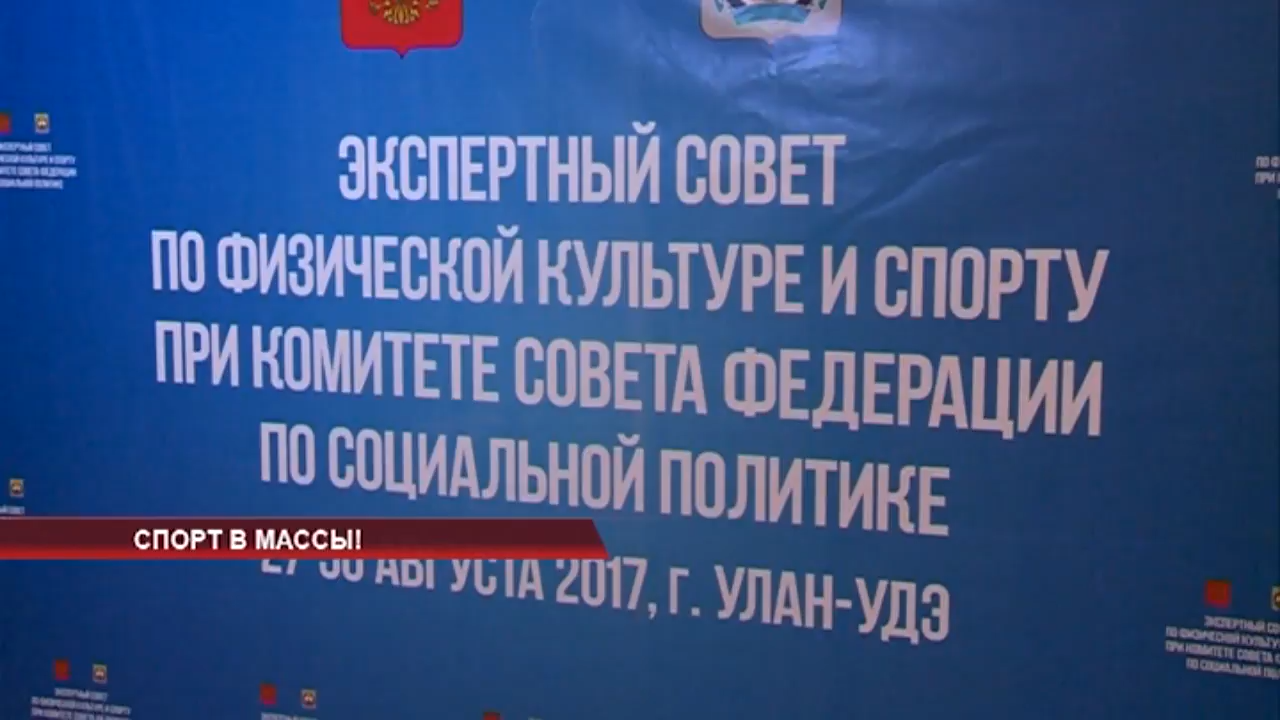 ЭКСПЕРТНЫЙ СОВЕТ
ПО ФИЗИЧЕСКОЙ КУЛЬТУРЕ И СПОРТУ
ПРИ КОМИТЕТЕ СОВЕТА ФЕДЕРАЦИИ
ПО СОЦИАЛЬНОЙ ПОЛИТИКЕ
СПОРТ В МАССЫ!
АВГУСТА 2017, Г. УЛАН-УДЭ